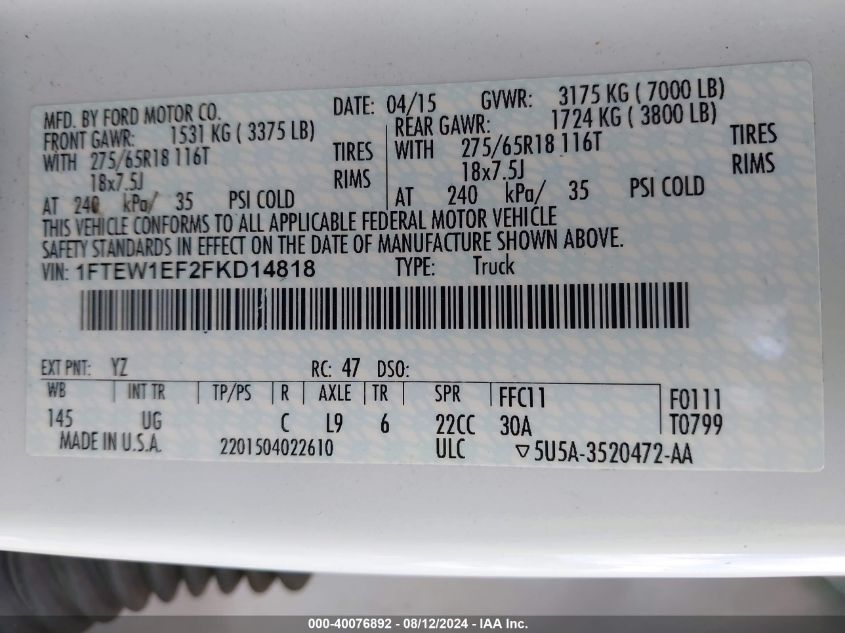 MFD. BY FORD MOTOR CO. DATE: 04/15 GVWR: 3175 KG ( 7000 LB)
FRONT GAWR: 1531 KG ( 3375 LB) REAR GAWR: 1724 KG ( 3800 LB)
WITH 275/65R18 116T TIRES WITH 275/65R18 116T TIRES
18x7.5J RIMS 18x7.5J RIMS
AT 240 kPa/ 35 PSI COLD AT 240 kPa/ 35 PSI COLD
THIS VEHICLE CONFORMS TO ALL APPLICABLE FEDERAL MOTOR VEHICLE
SAFETY STANDARDS IN EFFECT ON THE DATE OF MANUFACTURE SHOWN ABOVE.
VIN: 1FTEW1EF2FKD14818 TYPE: Truck
EXT PNT: YZ RC: 47 DSO:
WB INT TR TP/PS R AXLE TR SPR FFC11 F0111
145 UG C L9 6 22CC 30A T0799
MADE IN U.S.A. 2201504022610 ULC ▽5U5A-3520472-AA
000-40076892 - 08/12/2024 - IAA Inc.